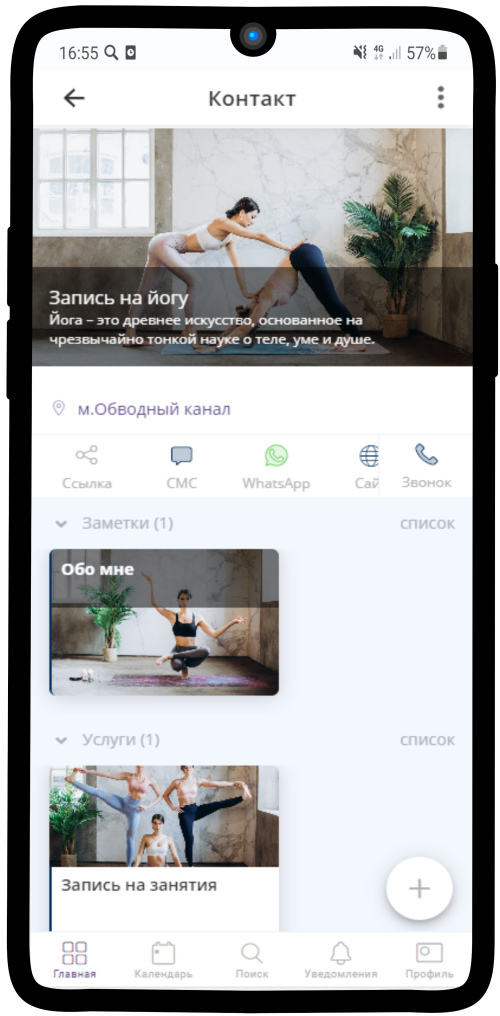 16:55 4G 57%
Контакт
Запись на йогу
Йога – это древнее искусство, основанное на
чрезвычайно тонкой науке о теле, уме и душе.
м.Обводный канал
Ссылка СМС WhatsApp Сай Звонок
Заметки (1) список
Обо мне
Услуги (1) список
Запись на занятия
Главная Календарь Поиск Уведомления Профиль